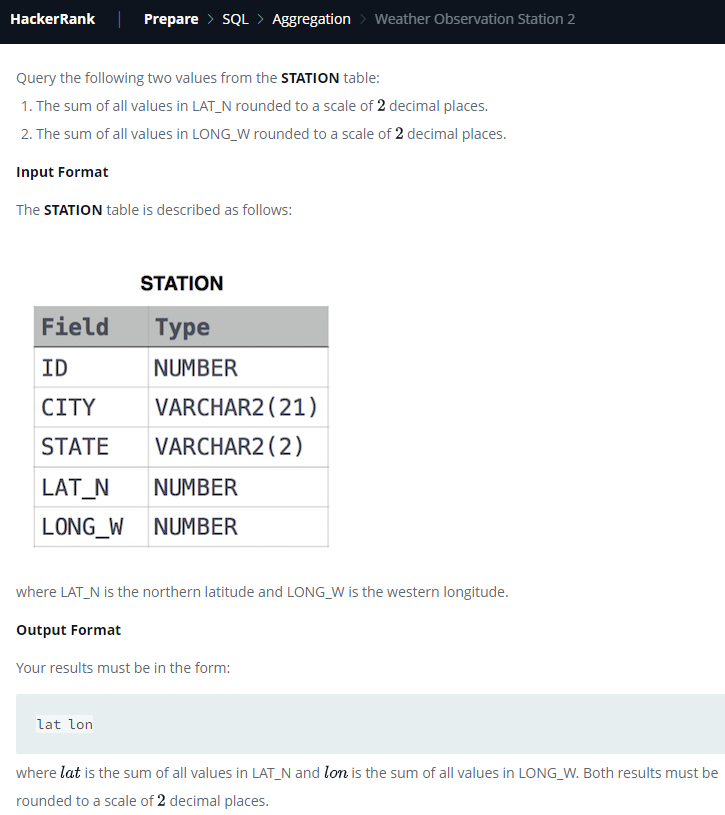 HackerRank | Prepare > SQL > Aggregation > Weather Observation Station 2
Query the following two values from the STATION table:
1. The sum of all values in LAT_N rounded to a scale of 2 decimal places.
2. The sum of all values in LONG_W rounded to a scale of 2 decimal places.
Input Format
The STATION table is described as follows:
STATION
Field Type
ID NUMBER
CITY VARCHAR2(21)
STATE VARCHAR2(2)
LAT_N NUMBER
LONG_W NUMBER
where LAT_N is the northern latitude and LONG_W is the western longitude.
Output Format
Your results must be in the form:
lat lon
where lat is the sum of all values in LAT_N and lon is the sum of all values in LONG_W. Both results must be
rounded to a scale of 2 decimal places.